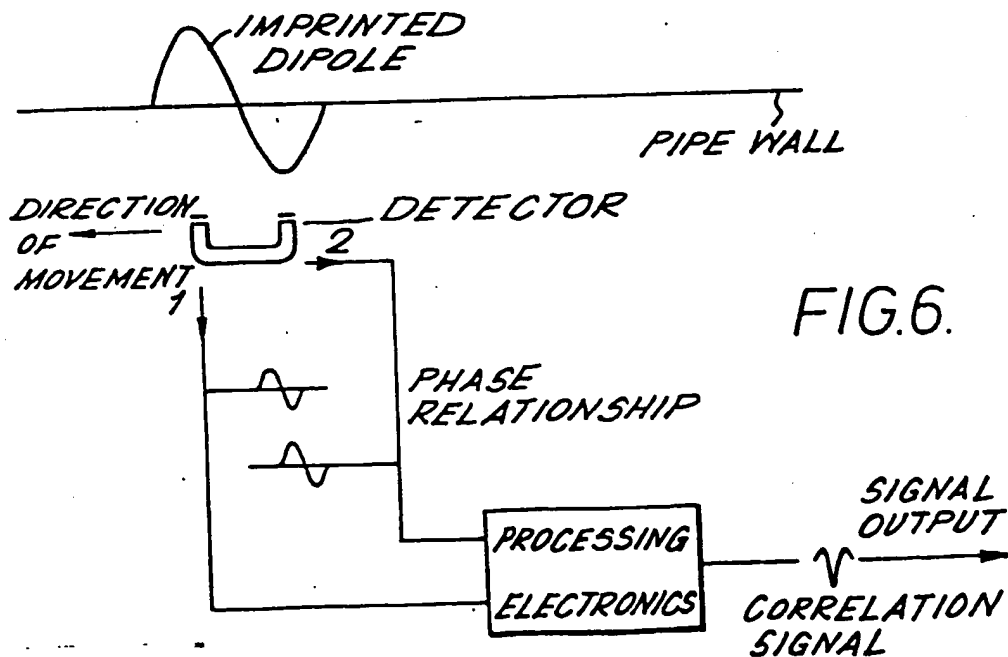 IMPRINTED
DIPOLE
PIPE WALL
DIRECTION
OF
MOVEMENT
DETECTOR
2
1
FIG.6.
PHASE
RELATIONSHIP
SIGNAL
OUTPUT
PROCESSING
ELECTRONICS
CORRELATION
SIGNAL